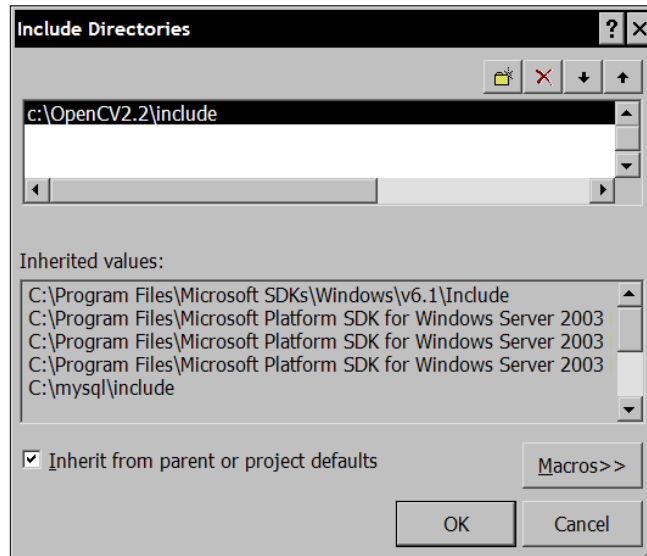 Include Directories
c:\OpenCV2.2\include
Inherited values:
C:\Program Files\Microsoft SDKs\Windows\v6.1\Include
C:\Program Files\Microsoft Platform SDK for Windows Server 2003
C:\Program Files\Microsoft Platform SDK for Windows Server 2003
C:\Program Files\Microsoft Platform SDK for Windows Server 2003
C:\mysql\include
Inherit from parent or project defaults
Macros>>
OK
Cancel